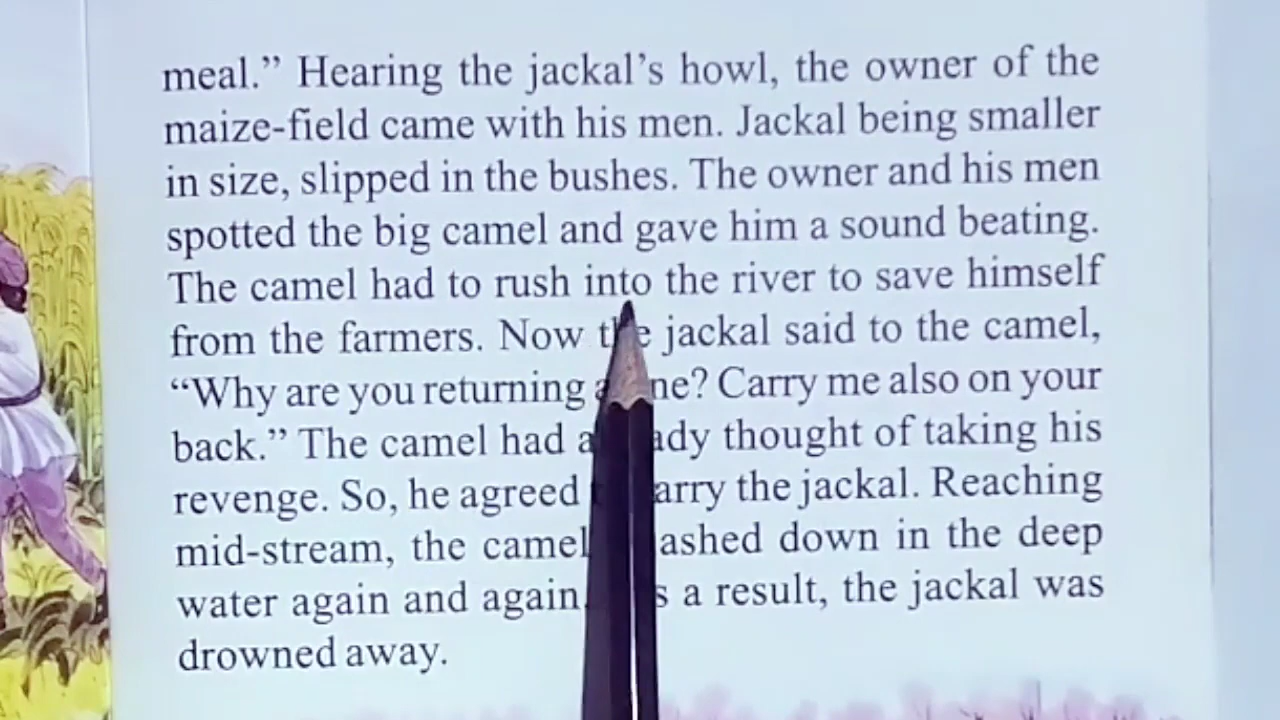 meal.” Hearing the jackal’s howl, the owner of the
maize-field came with his men. Jackal being smaller
in size, slipped in the bushes. The owner and his men
spotted the big camel and gave him a sound beating.
The camel had to rush into the river to save himself
from the farmers. Now the jackal said to the camel,
“Why are you returning ? Carry me also on your
back.” The camel had thought of taking his
revenge. So, he agreed the jackal. Reaching
mid-stream, the camel down in the deep
water again and again. a result, the jackal was
drowned away.